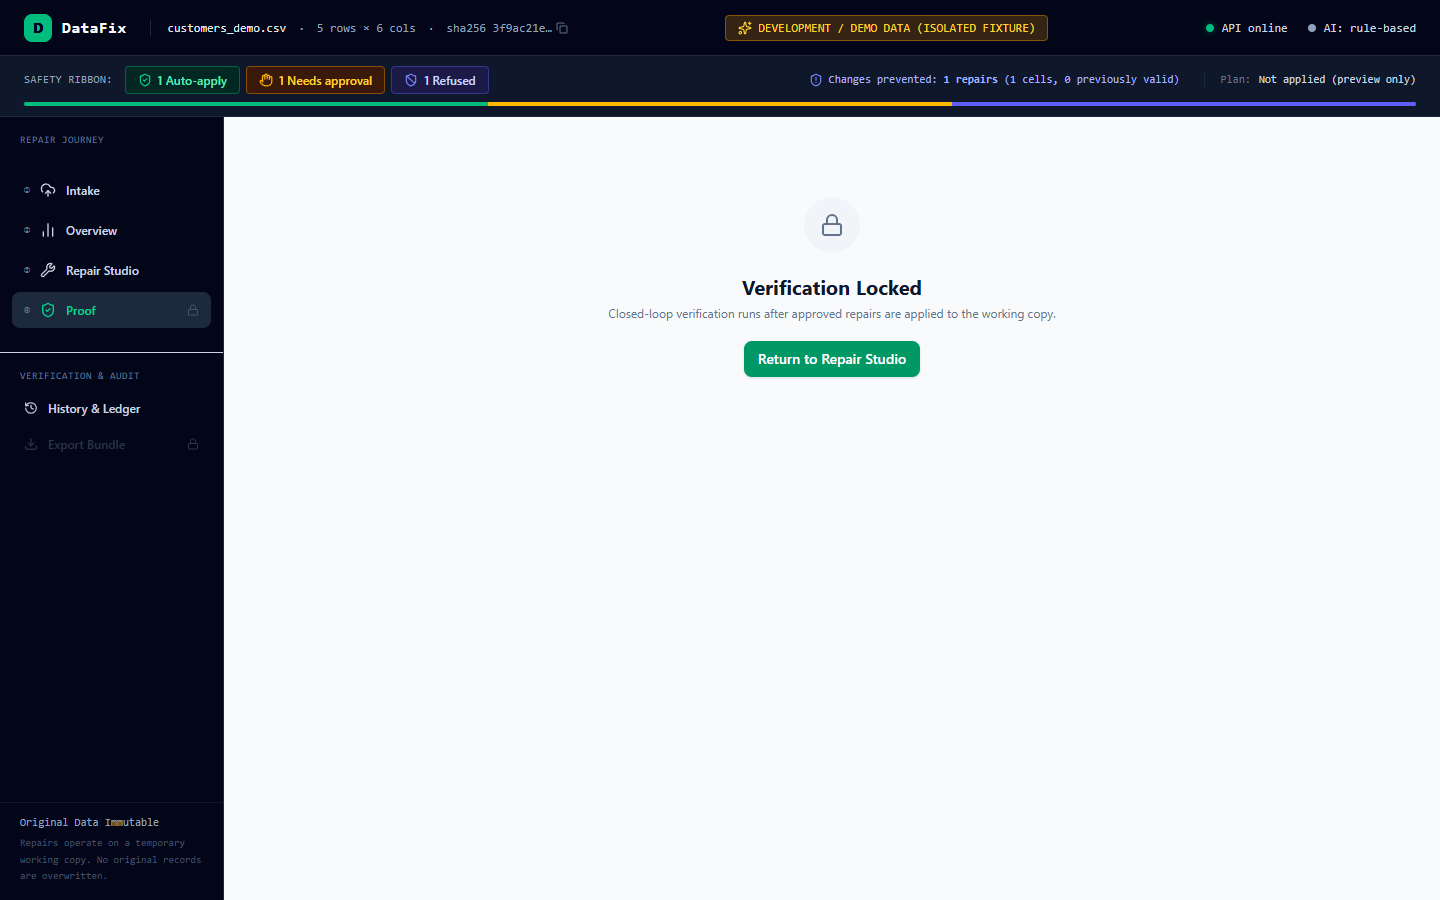 D DataFix
customers_demo.csv · 5 rows × 6 cols · sha256 3f9ac21e…
DEVELOPMENT / DEMO DATA (ISOLATED FIXTURE)
API online
AI: rule-based
SAFETY RIBBON:
1 Auto-apply
1 Needs approval
1 Refused
Changes prevented: 1 repairs (1 cells, 0 previously valid)
Plan: Not applied (preview only)
REPAIR JOURNEY
Intake
Overview
Repair Studio
Proof
VERIFICATION & AUDIT
History & Ledger
Export Bundle
Original Data Immutable
Repairs operate on a temporary
working copy. No original records
are overwritten.
Verification Locked
Closed-loop verification runs after approved repairs are applied to the working copy.
Return to Repair Studio